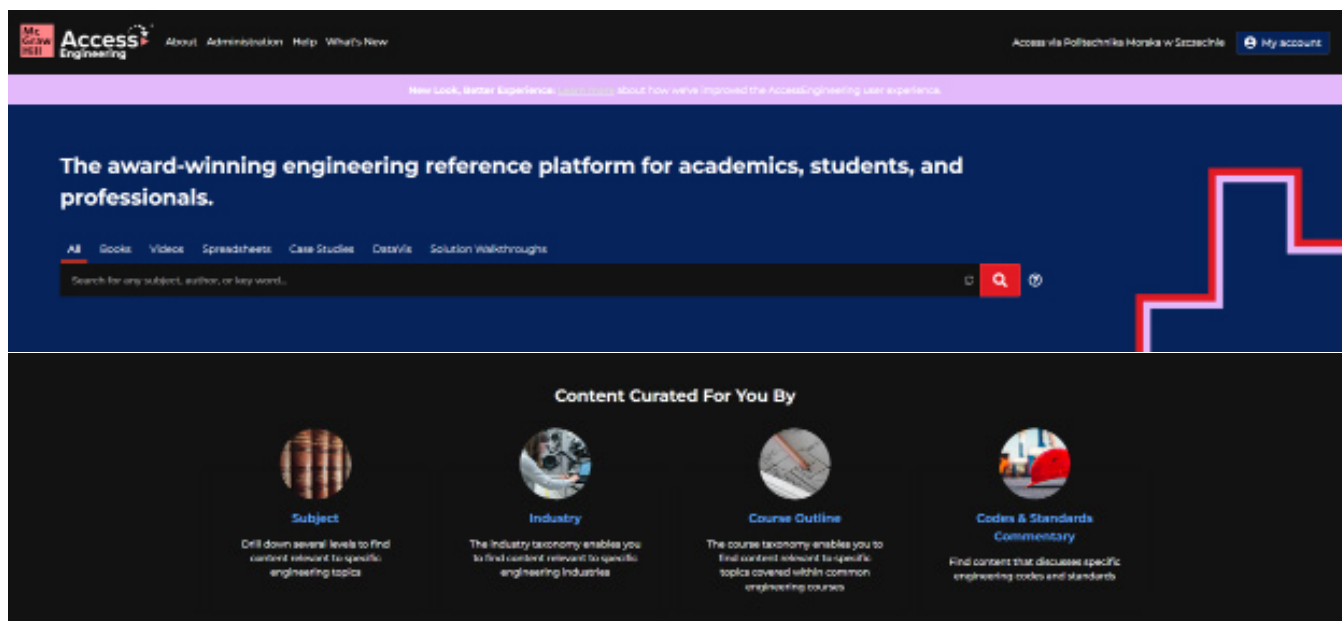 Mc
Graw
Hill
Access
Engineering
About Administration Help What's New
Access via Politechnika Morska w Szczecinie My account
New Look, Better Experience: Learn more about how we've improved the AccessEngineering user experience.
The award-winning engineering reference platform for academics, students, and
professionals.
All Books Videos Spreadsheets Case Studies DataVis Solution Walkthroughs
Search for any subject, author, or key word...
Content Curated For You By
Subject
Drill down several levels to find
content relevant to specific
engineering topics
Industry
The industry taxonomy enables you
to find content relevant to specific
engineering industries
Course Outline
The course taxonomy enables you to
find content relevant to specific
topics covered within common
engineering courses
Codes & Standards
Commentary
Find content that discusses specific
engineering codes and standards